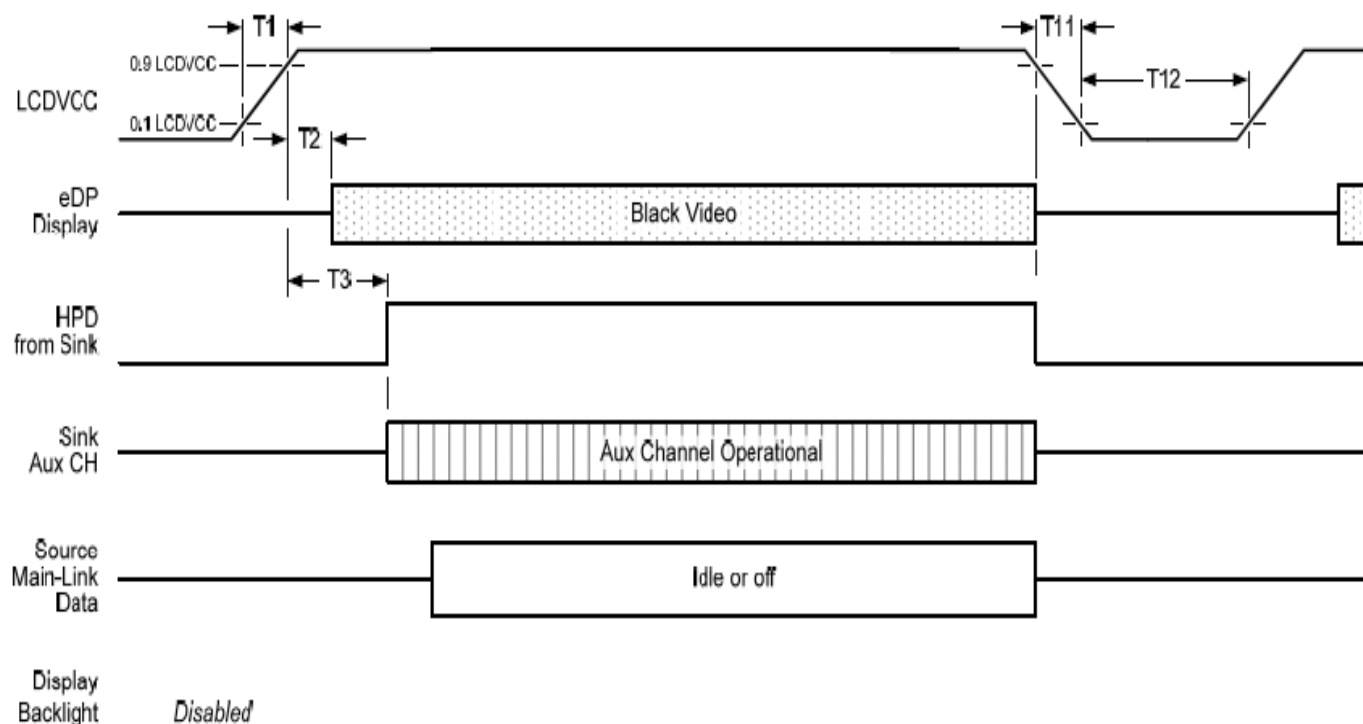 T1
T11
0.9 LCDVCC
LCDVCC
T12
0.1 LCDVCC
T2
eDP
Display
Black Video
T3
HPD
from Sink
Sink
Aux CH
Aux Channel Operational
Source
Main-Link
Data
Idle or off
Display
Backlight
Disabled